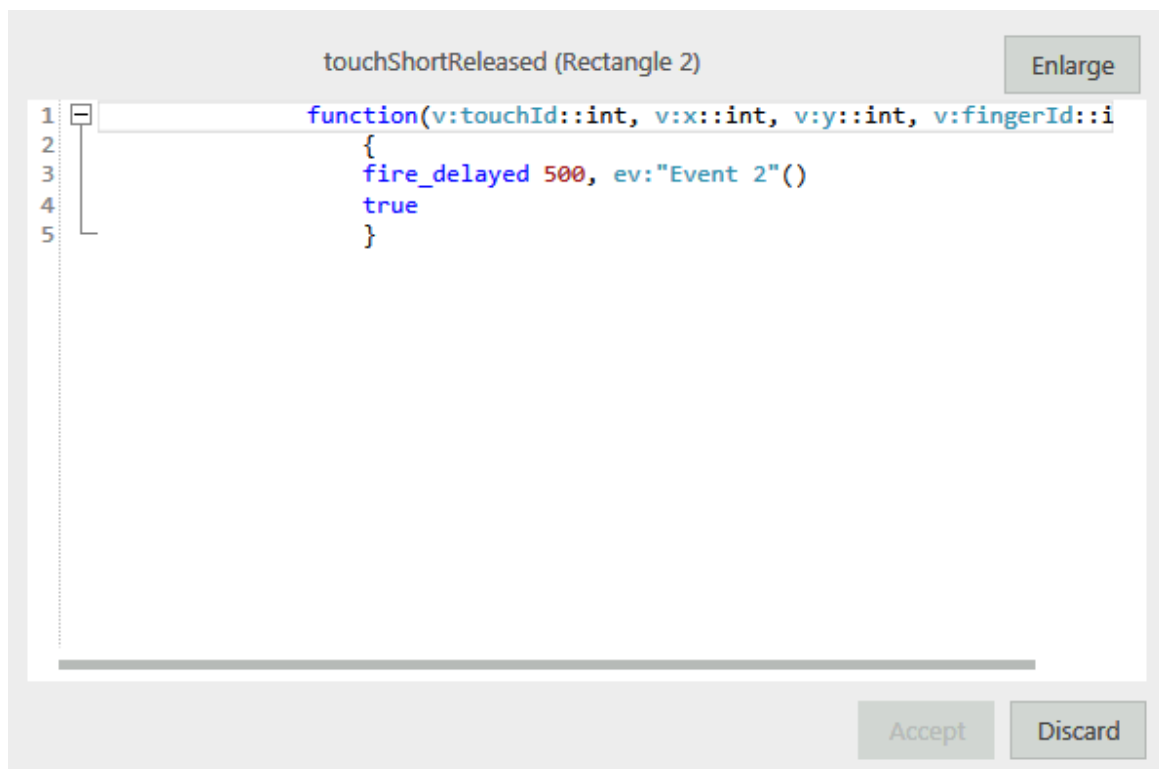 touchShortReleased (Rectangle 2)
Enlarge
1 function(v:touchId::int, v:x::int, v:y::int, v:fingerId::i
2 {
3 fire_delayed 500, ev:"Event 2"()
4 true
5 }
Accept
Discard